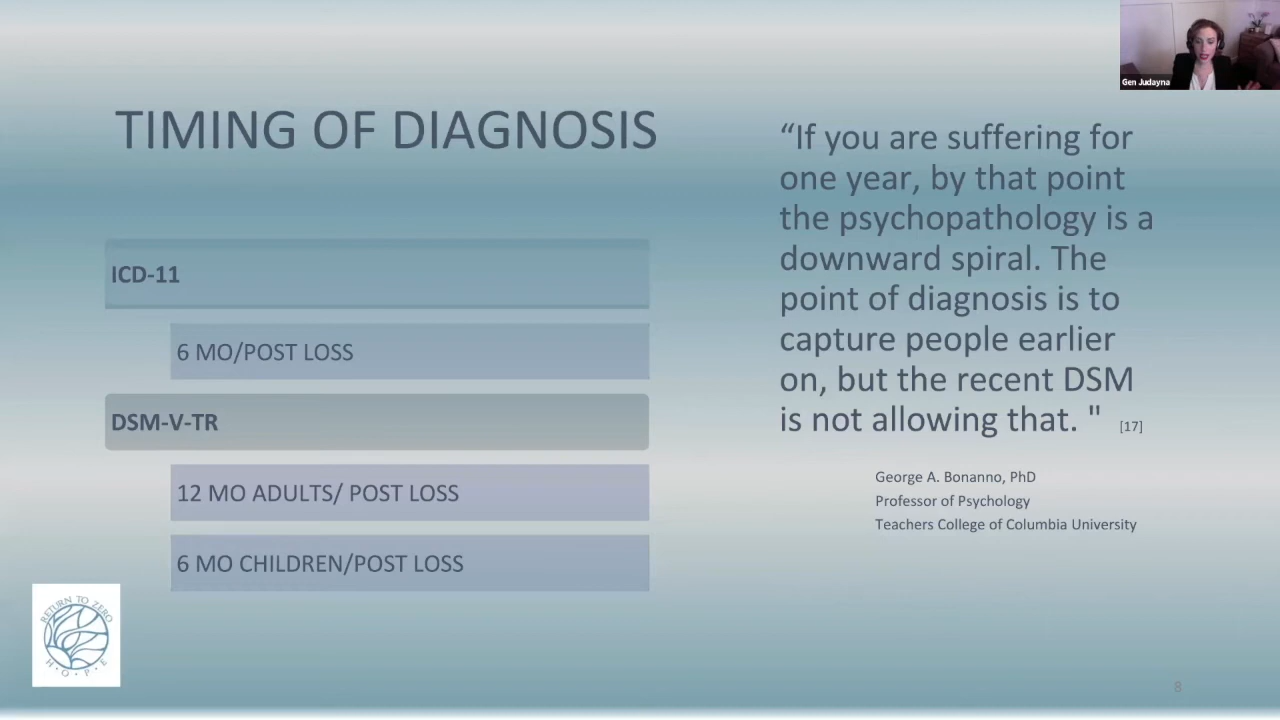 Gen Judayna
TIMING OF DIAGNOSIS
ICD-11
6 MO/POST LOSS
DSM-V-TR
12 MO ADULTS/ POST LOSS
6 MO CHILDREN/POST LOSS
“If you are suffering for
one year, by that point
the psychopathology is a
downward spiral. The
point of diagnosis is to
capture people earlier
on, but the recent DSM
is not allowing that. " [17]
George A. Bonanno, PhD
Professor of Psychology
Teachers College of Columbia University
RETURN TO ZERO
H·O·P·E
8